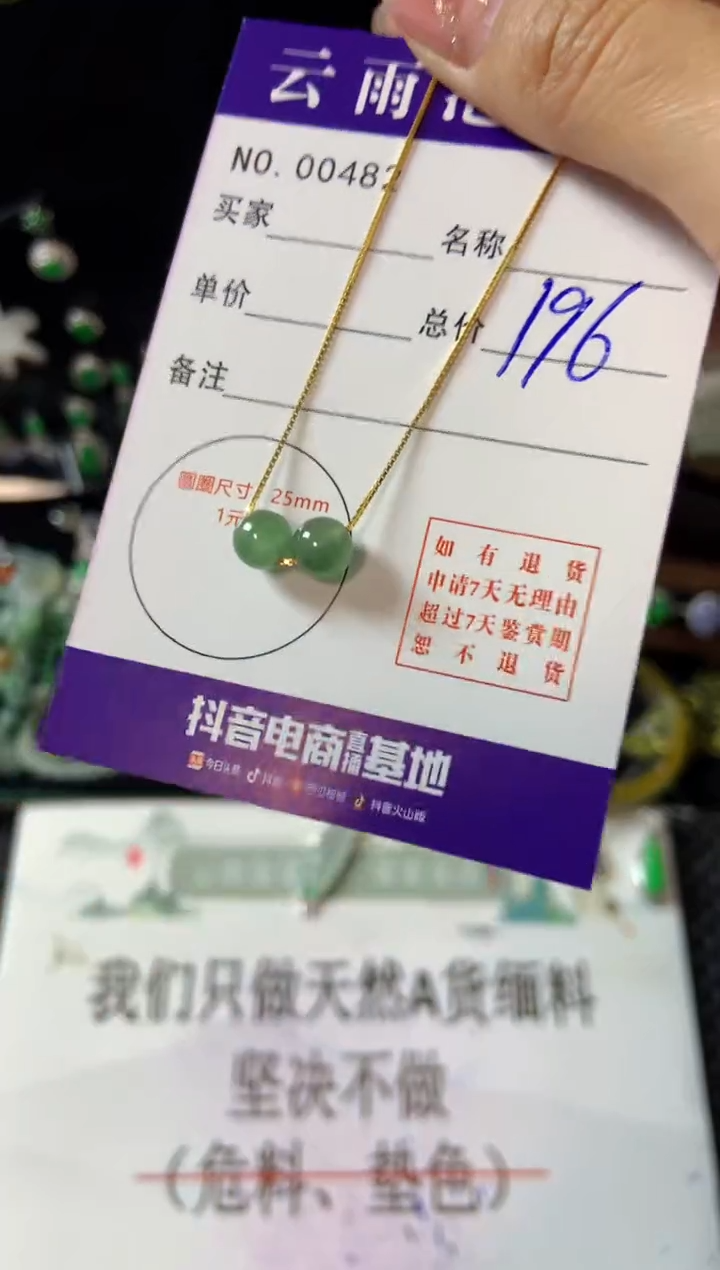 云雨
NO. 00482
买家
名称
单价
总价 196
备注
圆圈尺寸 25mm
1元
如有退货
申请7天无理由
超过7天鉴赏期
恕不退货
抖音电商直播基地
今日头条 抖音 抖音火山版
我们只做天然A货缅料
坚决不做
（危料、垫色）